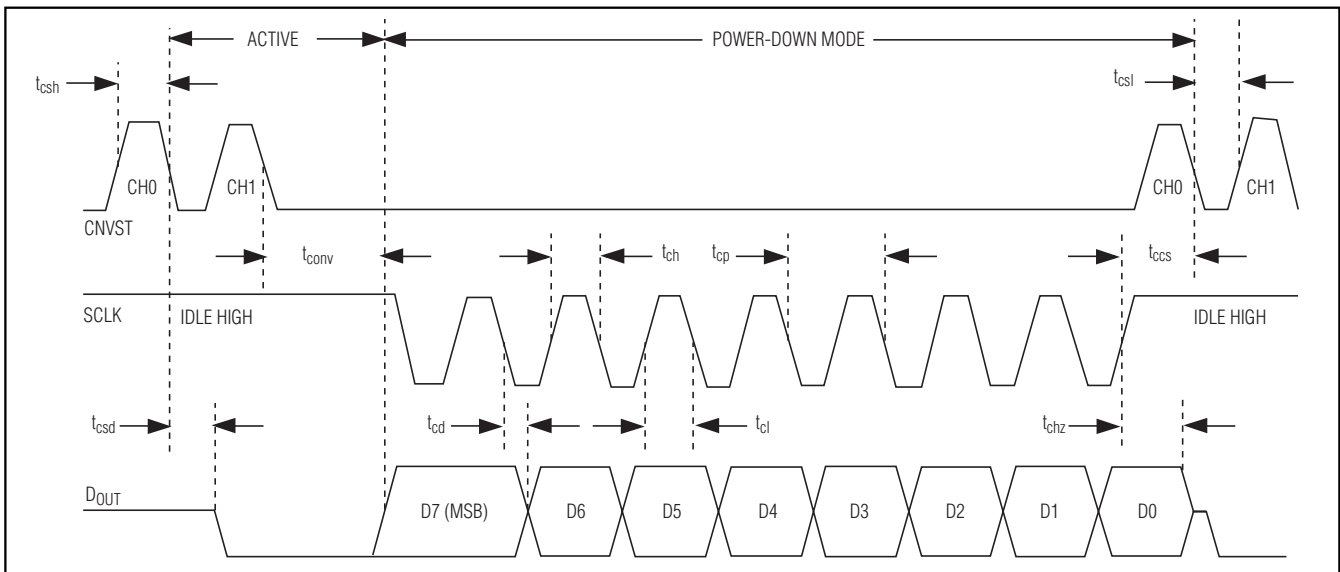 ACTIVE
POWER-DOWN MODE
tcsh
tcsl
CH0
CH1
CH0
CH1
CNVST
tconv
tch
tcp
tccs
SCLK
IDLE HIGH
IDLE HIGH
tcsd
tcd
tcl
tchz
DOUT
D7 (MSB)
D6
D5
D4
D3
D2
D1
D0